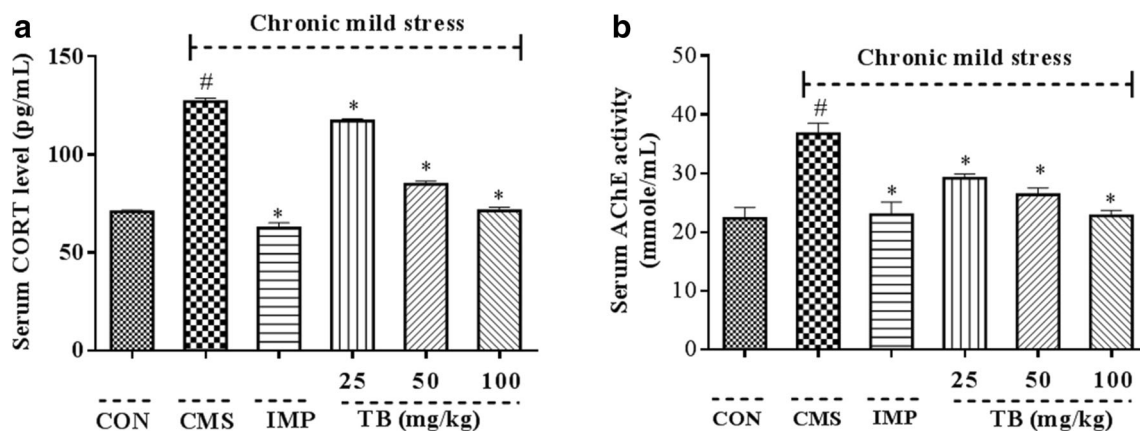 a
Chronic mild stress
Serum CORT level (pg/mL)
150
100
50
0
#
*
*
*
*
25 50 100
CON CMS IMP TB (mg/kg)
b
Chronic mild stress
Serum AChE activity
(mmole/mL)
50
40
30
20
10
0
#
*
*
*
*
25 50 100
CON CMS IMP TB (mg/kg)